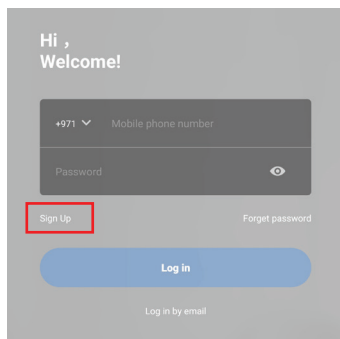 Hi ,
Welcome!
+971 Mobile phone number
Password
Sign Up Forget password
Log in
Log in by email